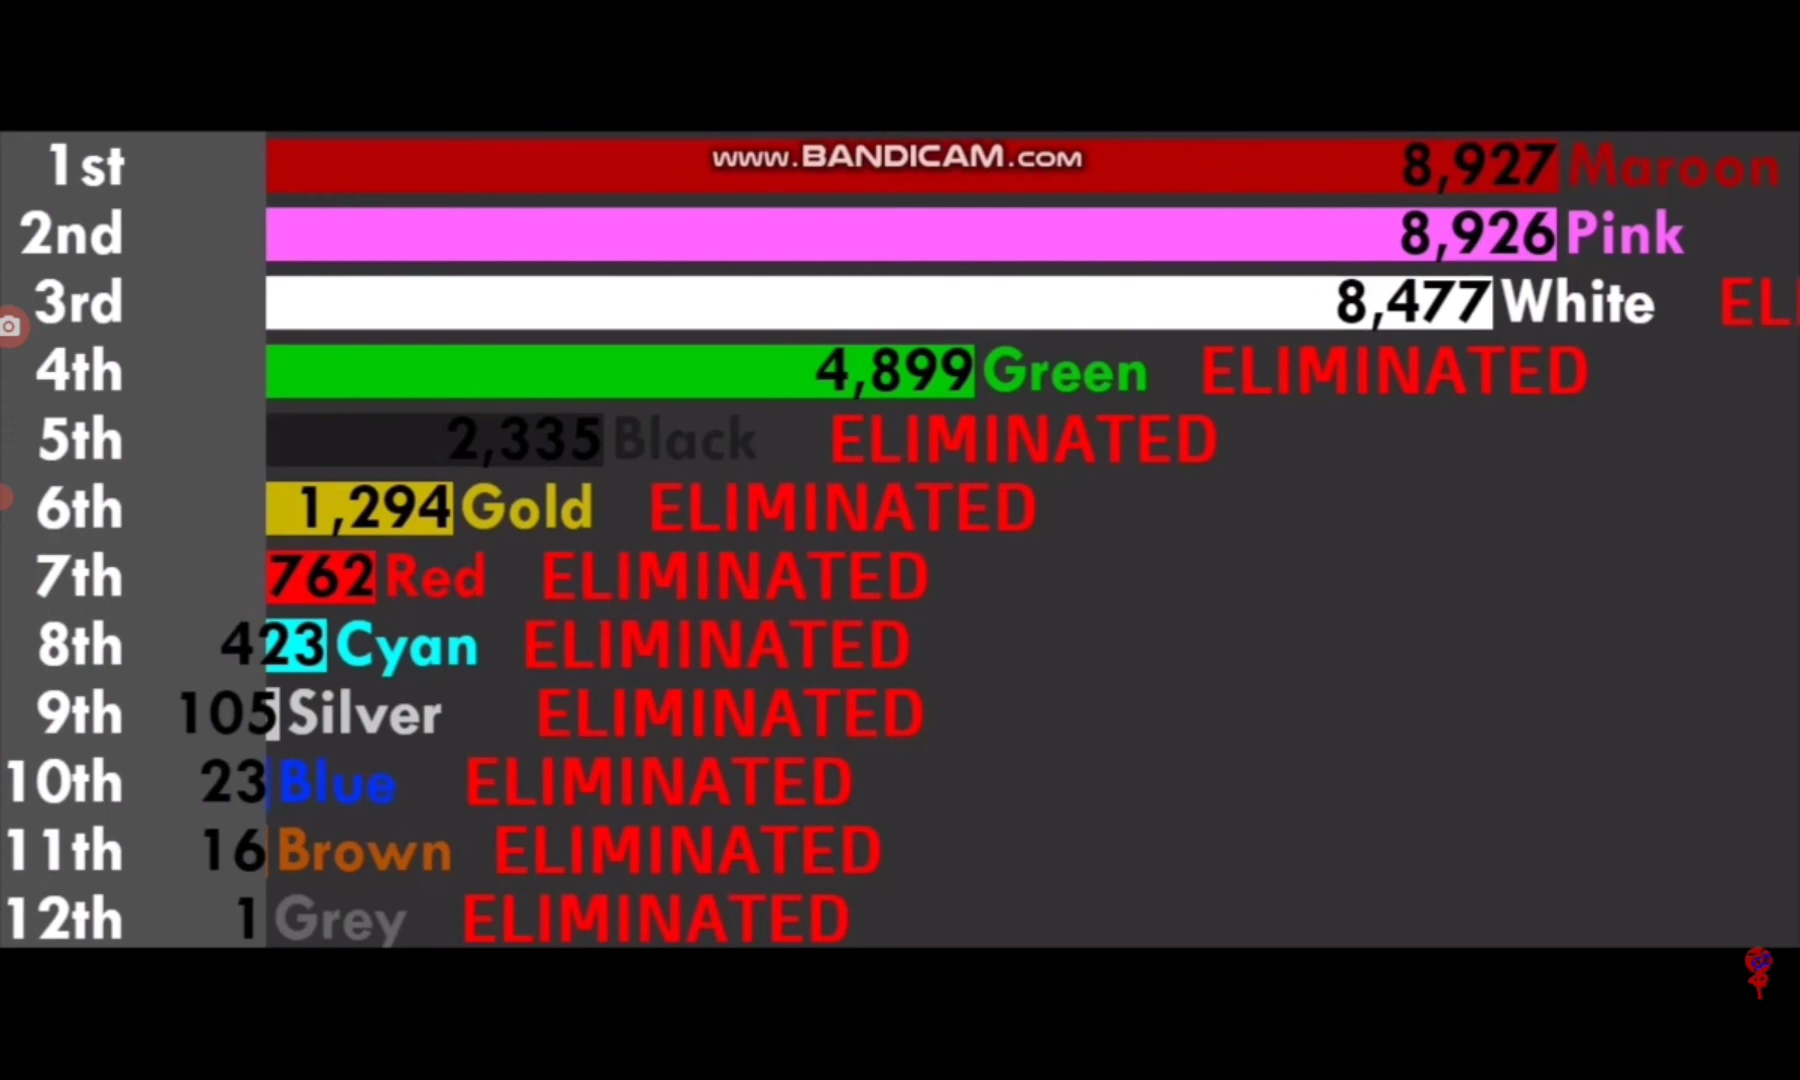 www.BANDICAM.com
1st 8,927 Maroon
2nd 8,926 Pink
3rd 8,477 White ELI
4th 4,899 Green ELIMINATED
5th 2,335 Black ELIMINATED
6th 1,294 Gold ELIMINATED
7th 762 Red ELIMINATED
8th 423 Cyan ELIMINATED
9th 105 Silver ELIMINATED
10th 23 Blue ELIMINATED
11th 16 Brown ELIMINATED
12th 1 Grey ELIMINATED